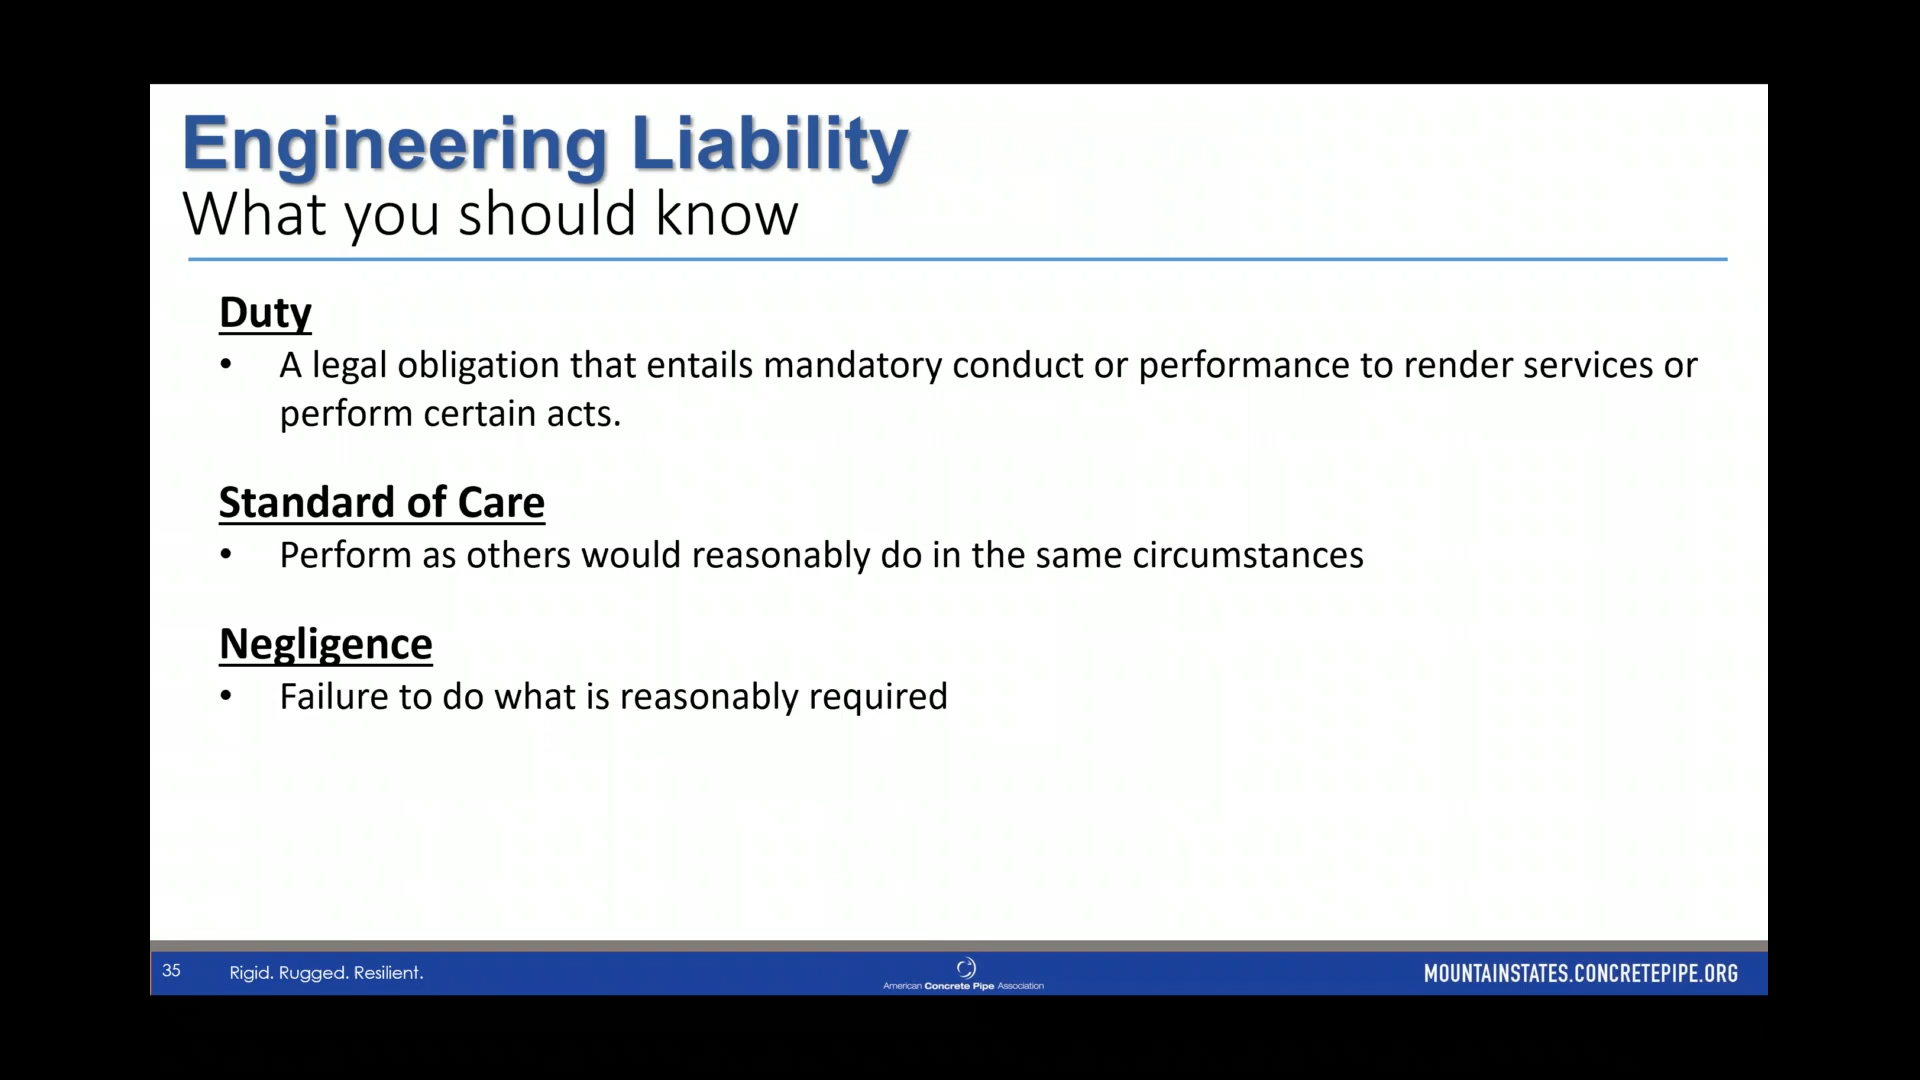 Engineering Liability
What you should know
Duty
• A legal obligation that entails mandatory conduct or performance to render services or
perform certain acts.
Standard of Care
• Perform as others would reasonably do in the same circumstances
Negligence
• Failure to do what is reasonably required
35
Rigid. Rugged. Resilient.
American Concrete Pipe Association
MOUNTAINSTATES.CONCRETEPIPE.ORG